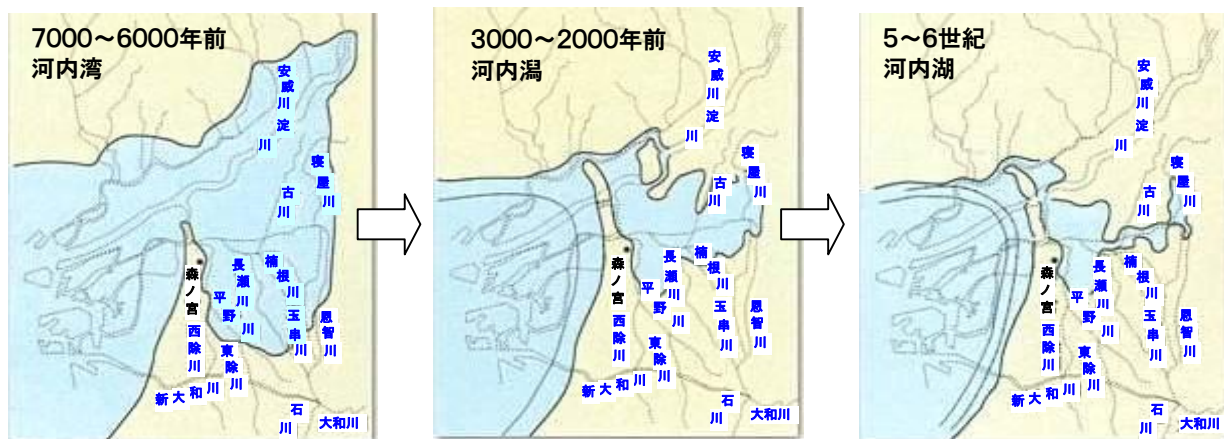 7000～6000年前
河内湾
安威川
淀川
寝屋川
古川
楠根川
長瀬川
森ノ宮
平野川
玉串川
恩智川
西除川
東除川
新大和川
石川
大和川
3000～2000年前
河内潟
安威川
淀川
寝屋川
古川
楠根川
長瀬川
森ノ宮
平野川
玉串川
恩智川
西除川
東除川
新大和川
石川
大和川
5～6世紀
河内湖
安威川
淀川
寝屋川
古川
楠根川
長瀬川
森ノ宮
平野川
玉串川
恩智川
西除川
東除川
新大和川
石川
大和川